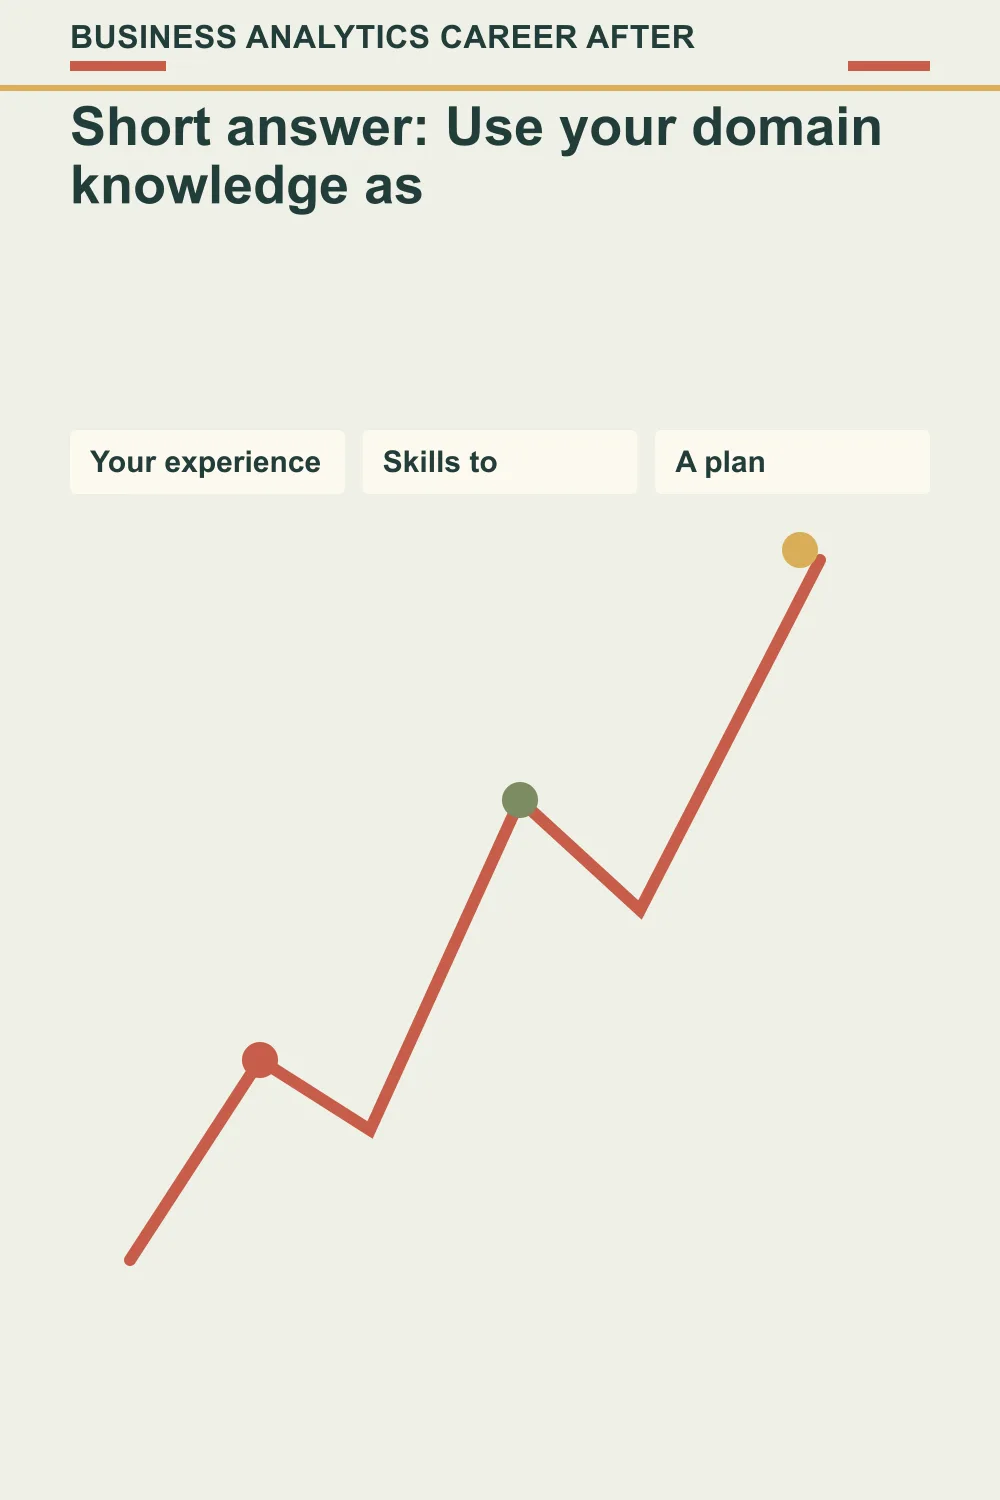 BUSINESS ANALYTICS CAREER AFTER
Short answer: Use your domain
knowledge as
Your experience
Skills to
A plan